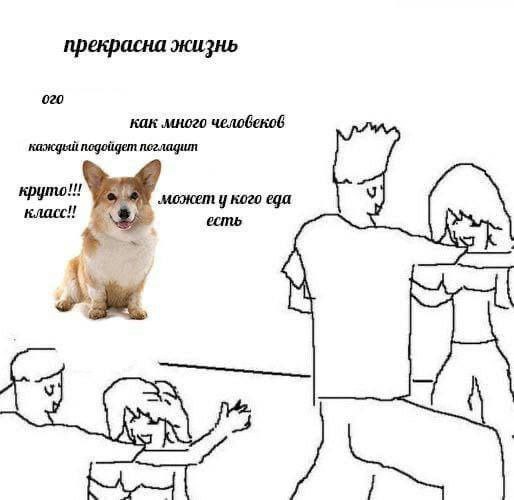 прекрасна жизнь
ого
как много человеков
каждый подойдет погладит
круто!!!
класс!!
может у кого еда
есть